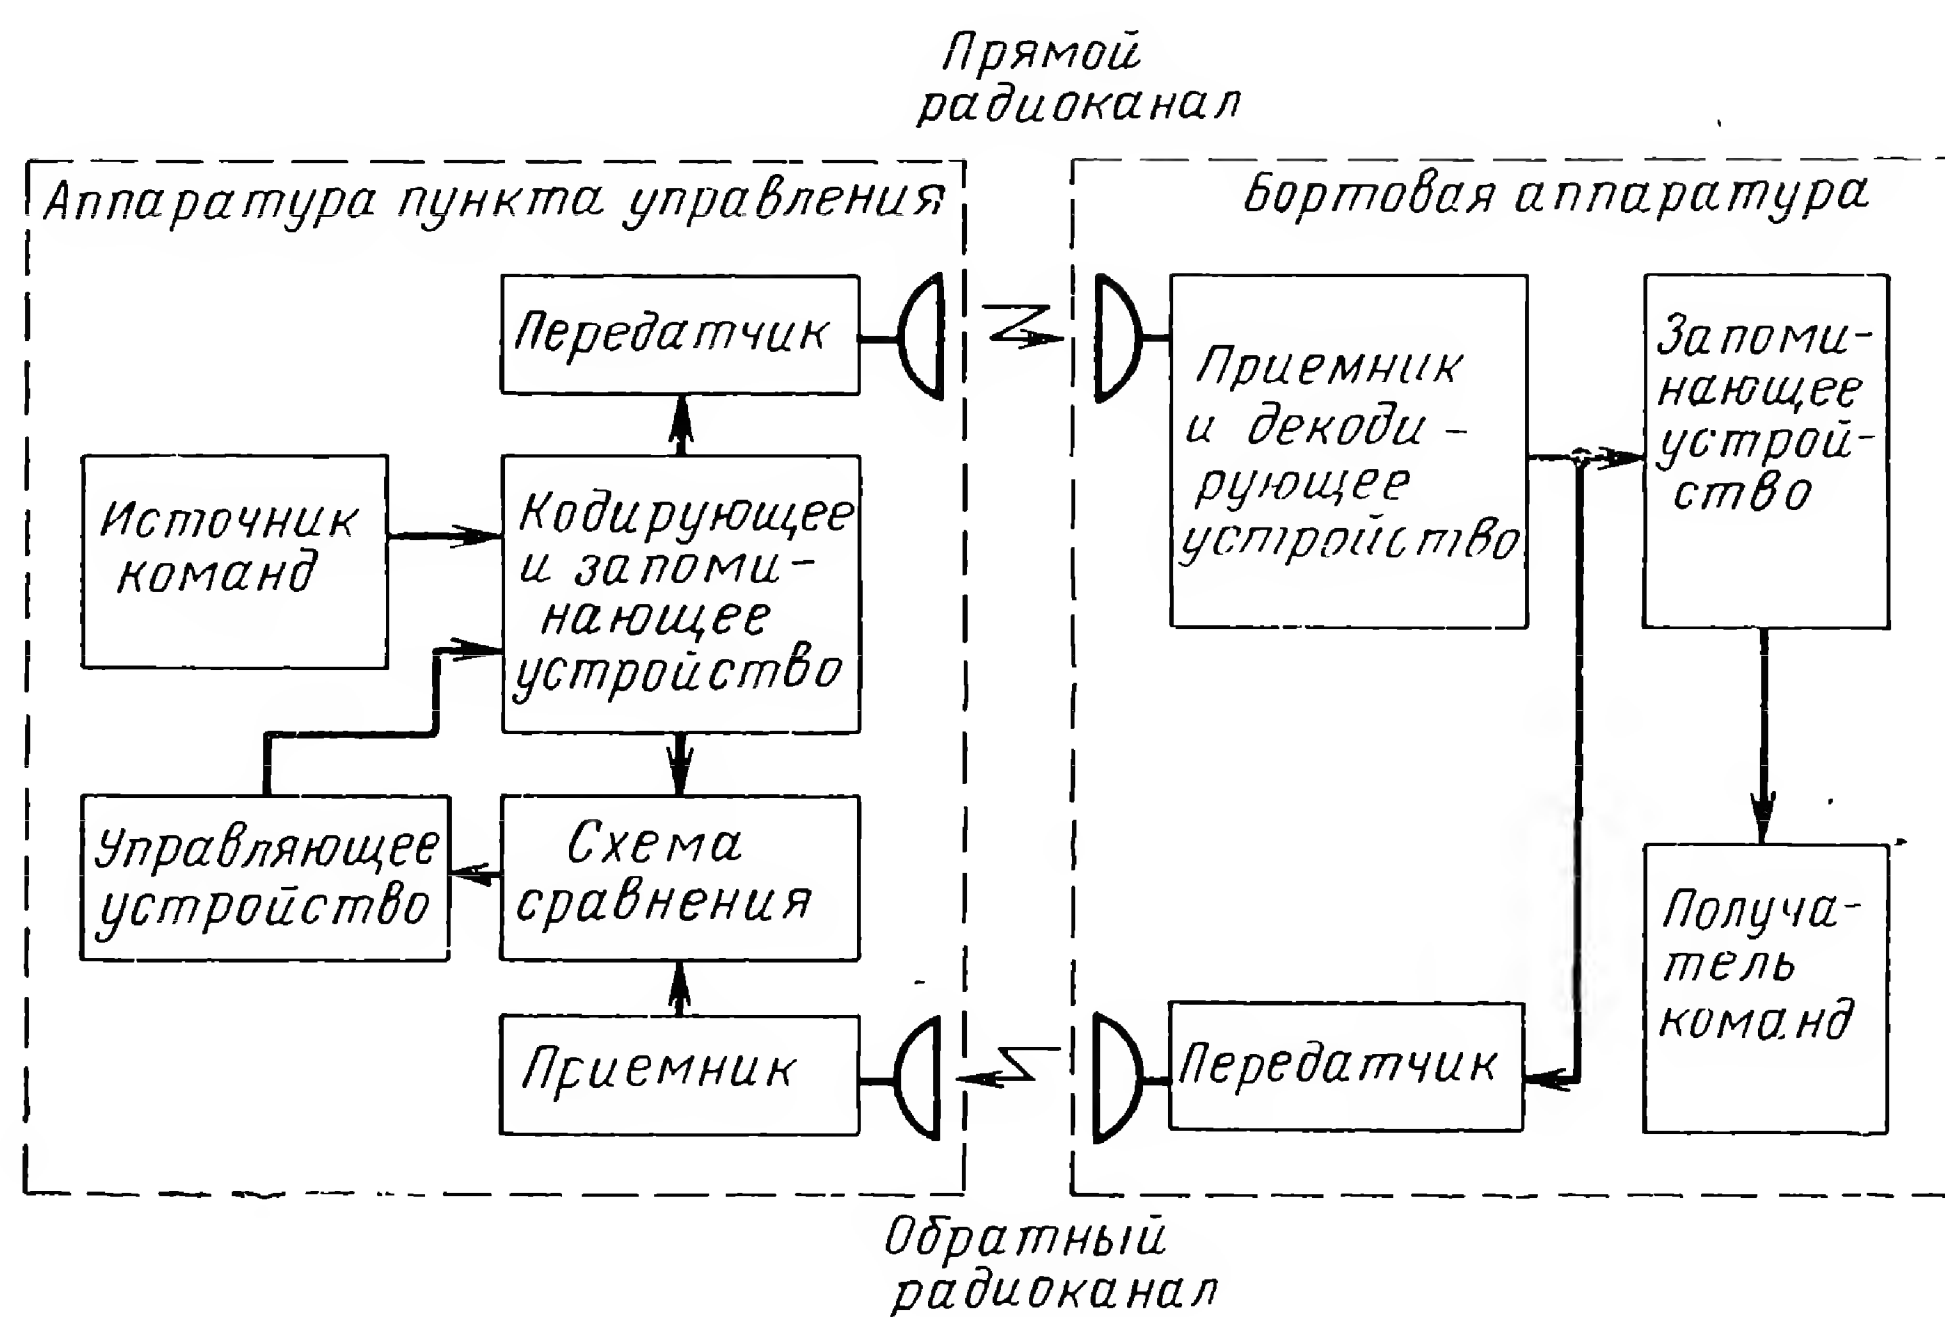 Прямой
радиоканал
Аппаратура пункта управления
Передатчик
Источник
команд
Кодирующее
и запоми-
нающее
устройство
Управляющее
устройство
Схема
сравнения
Приемник
Бортовая аппаратура
Приемник
и декоди-
рующее
устройство
Запоми-
нающее
устрой-
ство
Передатчик
Получа-
тель
команд
Обратный
радиоканал